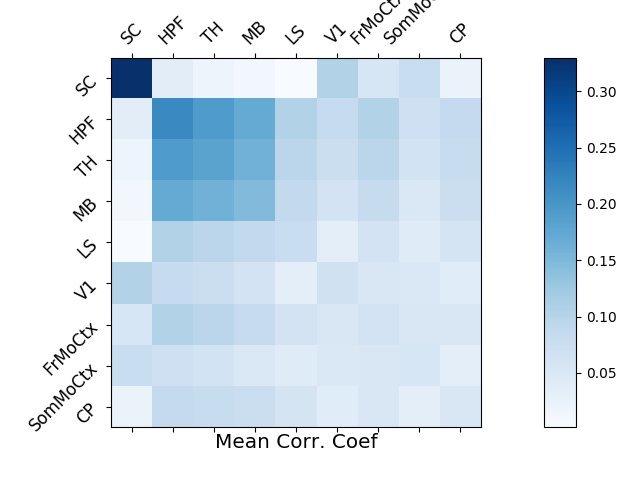 SC HPF TH MB LS V1 FrMoCtx SomMo CP
SC
HPF
TH
MB
LS
V1
FrMoCtx
SomMoCtx
CP
0.30
0.25
0.20
0.15
0.10
0.05
Mean Corr. Coef